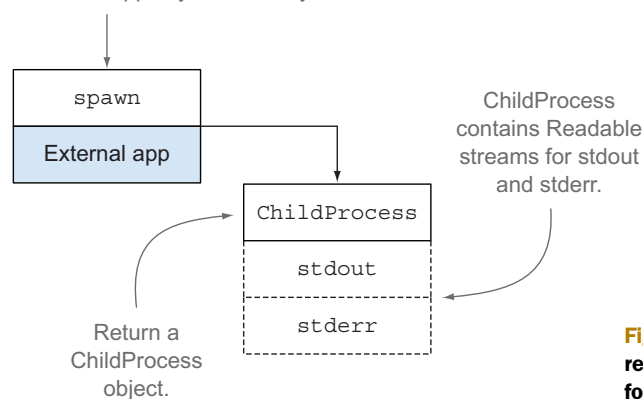 spawn
External app
ChildProcess
contains Readable
streams for stdout
and stderr.
ChildProcess
stdout
stderr
Return a
ChildProcess
object.